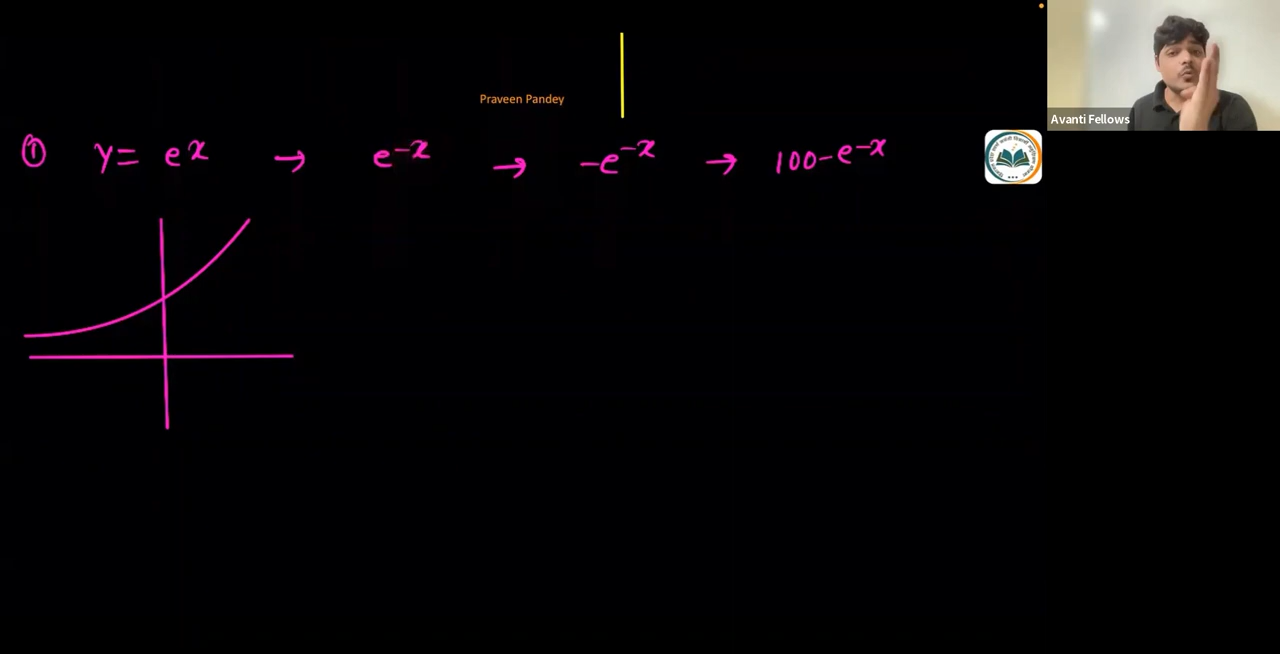 Praveen Pandey
Avanti Fellows
① y = e^x → e^-x → -e^-x → 100-e^-x